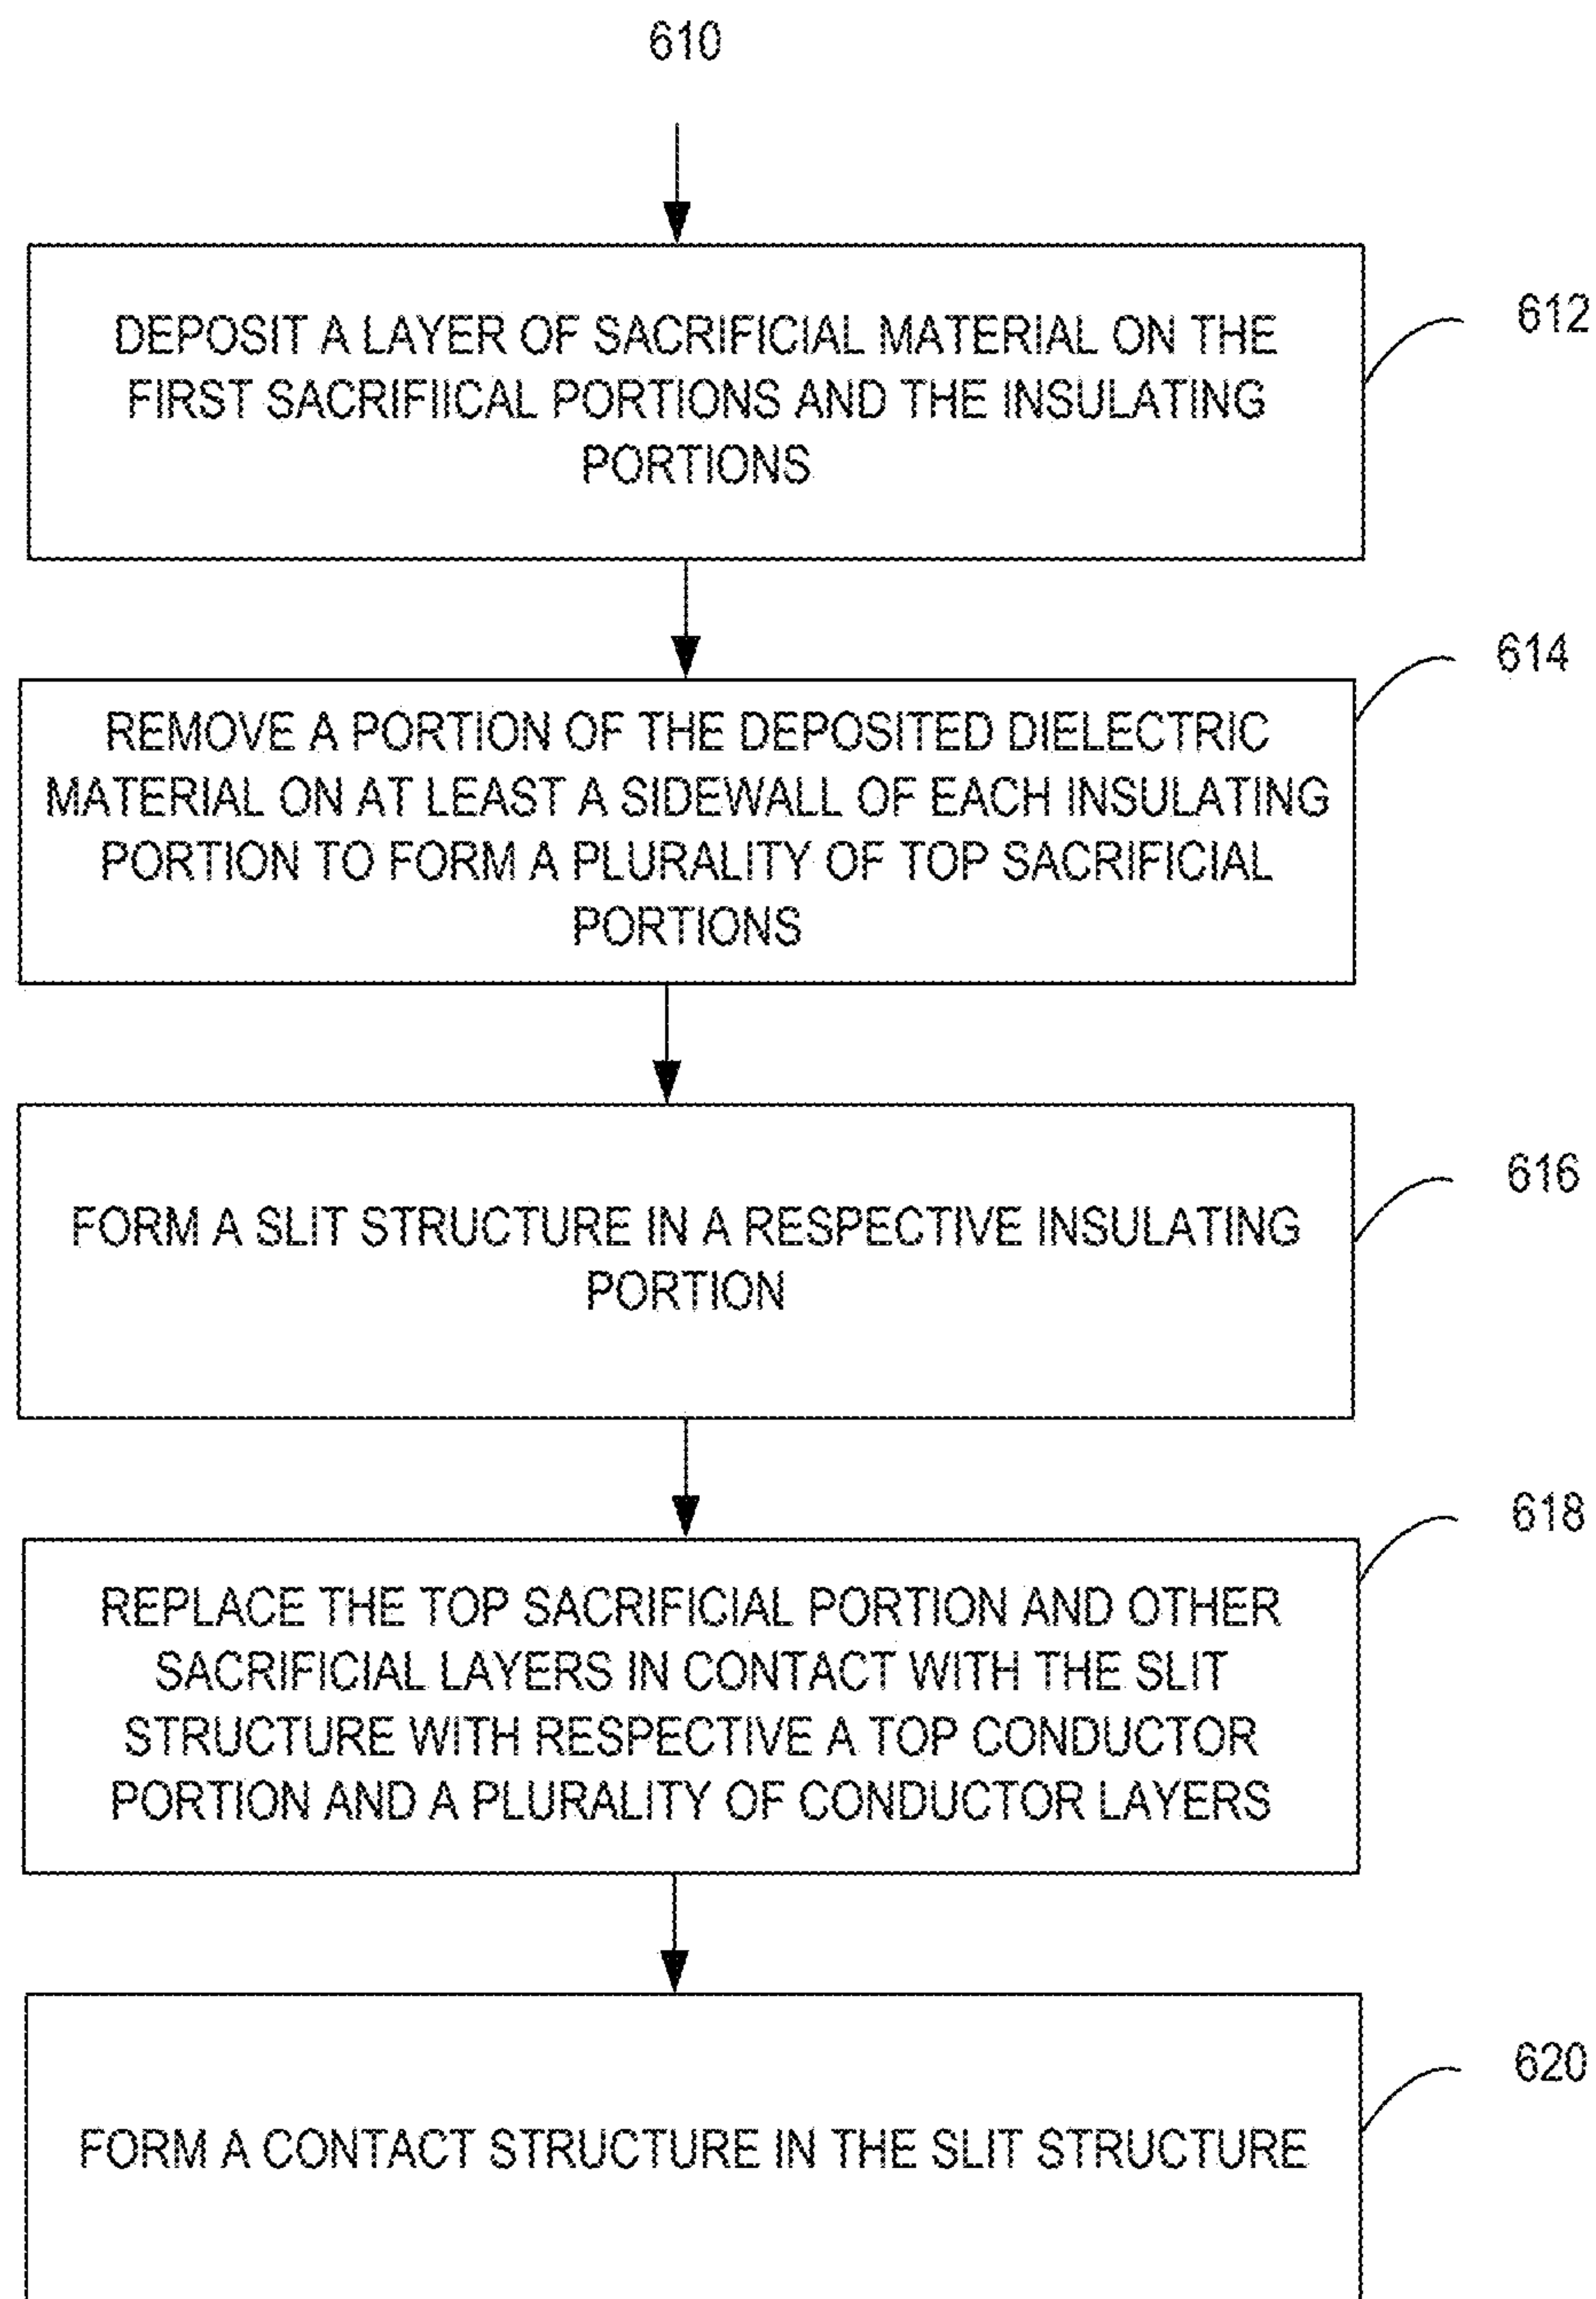 610
DEPOSIT A LAYER OF SACRIFICIAL MATERIAL ON THE
FIRST SACRIFIICAL PORTIONS AND THE INSULATING
PORTIONS
612
REMOVE A PORTION OF THE DEPOSITED DIELECTRIC
MATERIAL ON AT LEAST A SIDEWALL OF EACH INSULATING
PORTION TO FORM A PLURALITY OF TOP SACRIFICIAL
PORTIONS
614
FORM A SLIT STRUCTURE IN A RESPECTIVE INSULATING
PORTION
616
REPLACE THE TOP SACRIFICIAL PORTION AND OTHER
SACRIFICIAL LAYERS IN CONTACT WITH THE SLIT
STRUCTURE WITH RESPECTIVE A TOP CONDUCTOR
PORTION AND A PLURALITY OF CONDUCTOR LAYERS
618
FORM A CONTACT STRUCTURE IN THE SLIT STRUCTURE
620